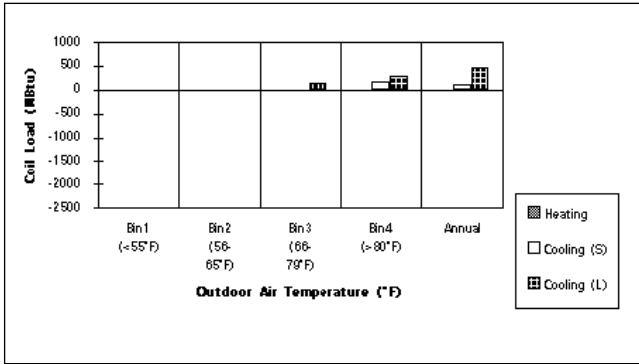 1000
500
0
-500
-1000
-1500
-2000
-2500
Coil Load (MBtu)
Bin1
(<55°F)
Bin2
(56-
65°F)
Bin3
(66-
79°F)
Bin4
(>80°F)
Annual
Outdoor Air Temperature (°F)
Heating
Cooling (S)
Cooling (L)